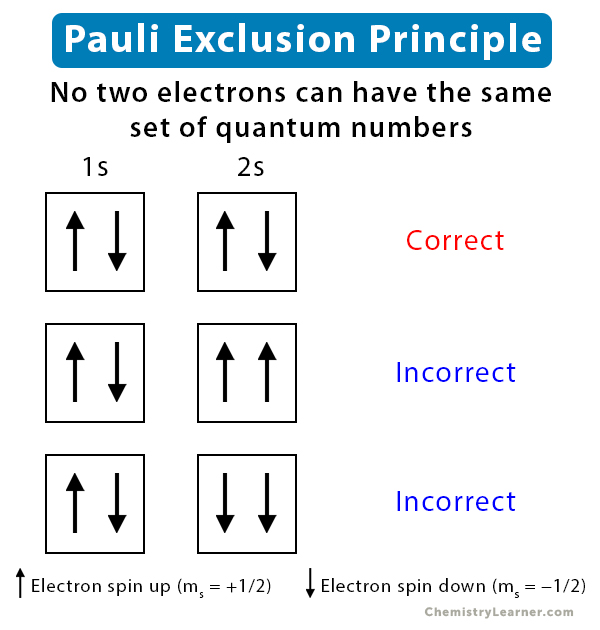 Pauli Exclusion Principle
No two electrons can have the same
set of quantum numbers
1s 2s
Correct
Incorrect
Incorrect
Electron spin up (mₛ = +1/2) Electron spin down (mₛ = −1/2)
ChemistryLearner.com